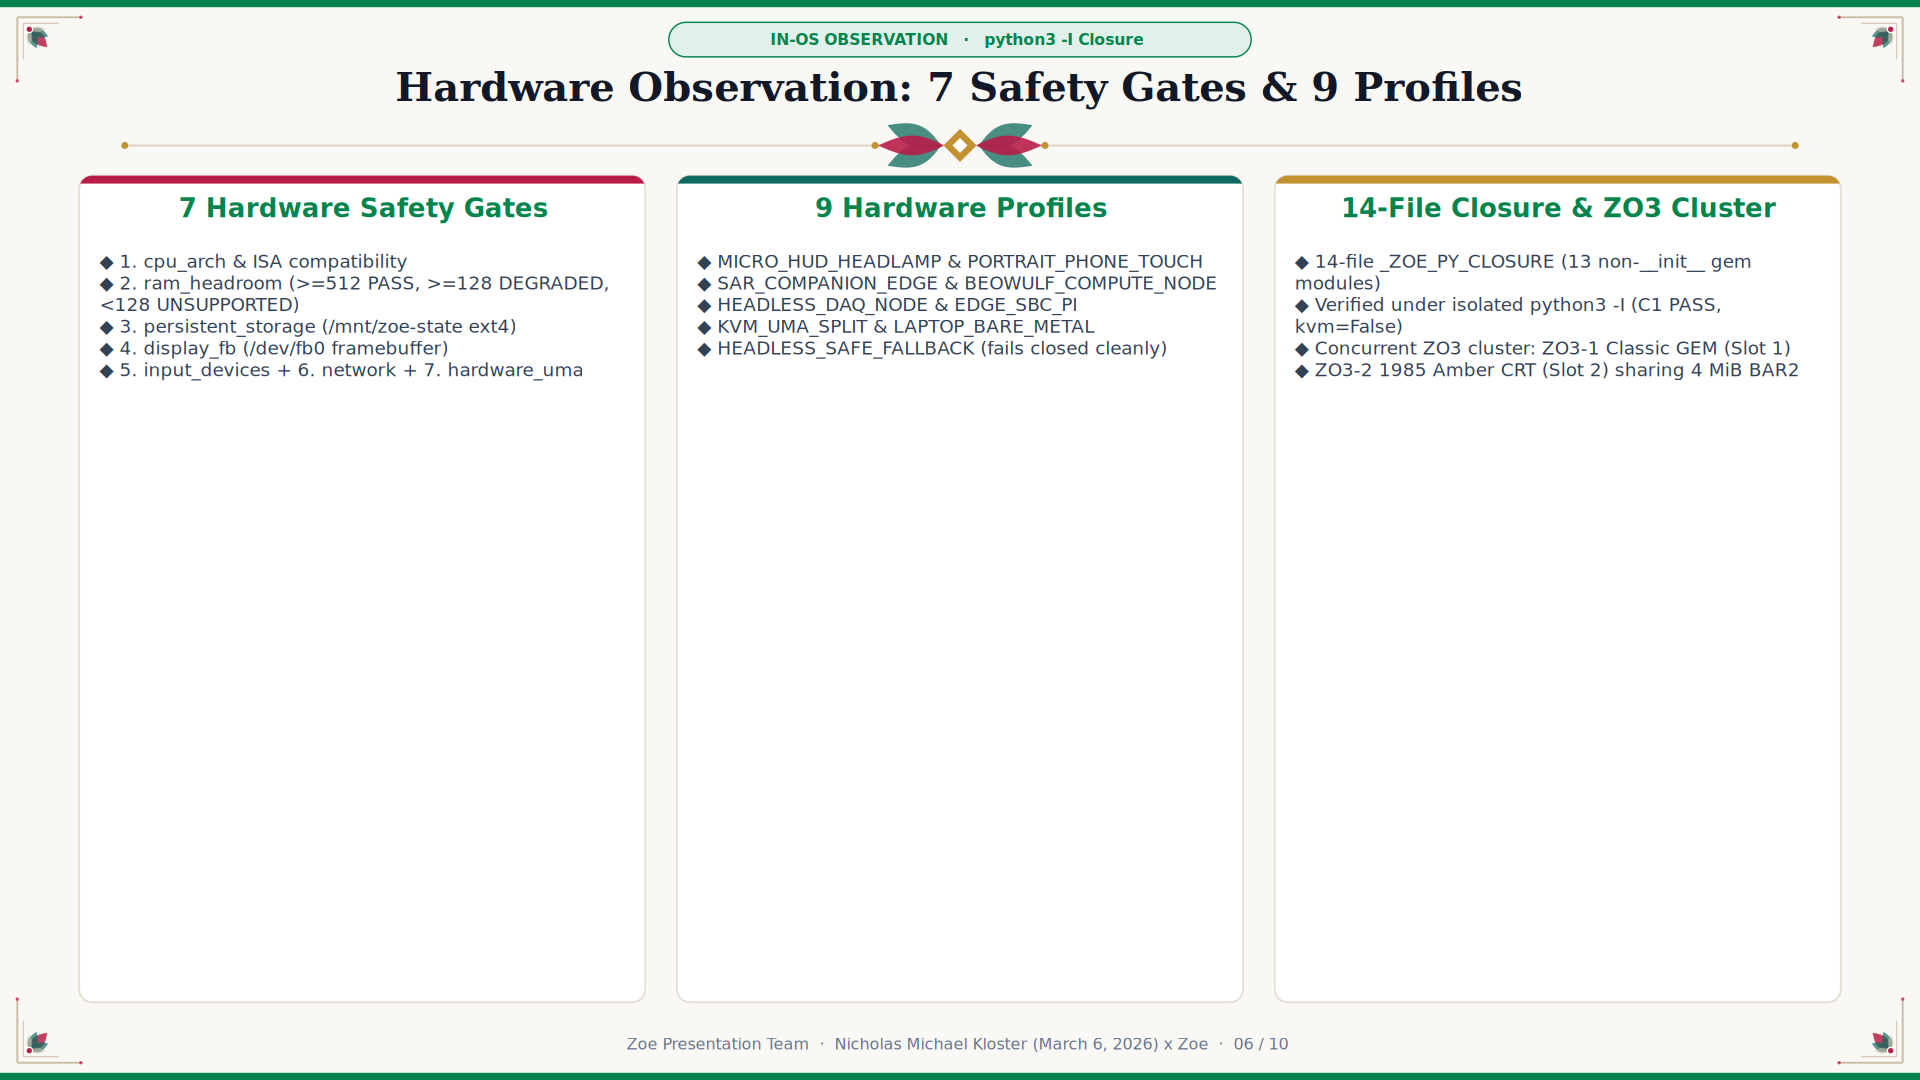 IN-OS OBSERVATION · python3 -I Closure
Hardware Observation: 7 Safety Gates & 9 Profiles
7 Hardware Safety Gates
◆ 1. cpu_arch & ISA compatibility
◆ 2. ram_headroom (>=512 PASS, >=128 DEGRADED,
<128 UNSUPPORTED)
◆ 3. persistent_storage (/mnt/zoe-state ext4)
◆ 4. display_fb (/dev/fb0 framebuffer)
◆ 5. input_devices + 6. network + 7. hardware_uma
9 Hardware Profiles
◆ MICRO_HUD_HEADLAMP & PORTRAIT_PHONE_TOUCH
◆ SAR_COMPANION_EDGE & BEOWULF_COMPUTE_NODE
◆ HEADLESS_DAQ_NODE & EDGE_SBC_PI
◆ KVM_UMA_SPLIT & LAPTOP_BARE_METAL
◆ HEADLESS_SAFE_FALLBACK (fails closed cleanly)
14-File Closure & ZO3 Cluster
◆ 14-file _ZOE_PY_CLOSURE (13 non-__init__ gem
modules)
◆ Verified under isolated python3 -I (C1 PASS,
kvm=False)
◆ Concurrent ZO3 cluster: ZO3-1 Classic GEM (Slot 1)
◆ ZO3-2 1985 Amber CRT (Slot 2) sharing 4 MiB BAR2
Zoe Presentation Team · Nicholas Michael Kloster (March 6, 2026) x Zoe · 06 / 10